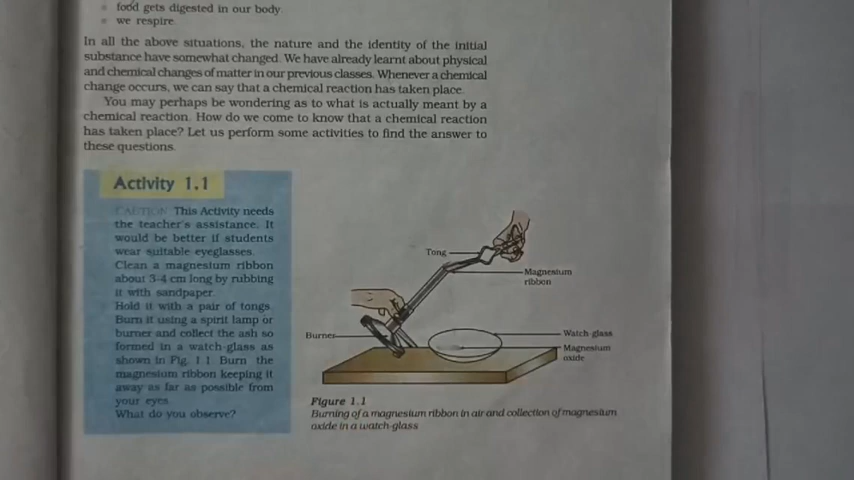 food gets digested in our body.
we respire.
In all the above situations, the nature and the identity of the initial
substance have somewhat changed. We have already learnt about physical
and chemical changes of matter in our previous classes. Whenever a chemical
change occurs, we can say that a chemical reaction has taken place.
You may perhaps be wondering as to what is actually meant by a
chemical reaction. How do we come to know that a chemical reaction
has taken place? Let us perform some activities to find the answer to
these questions.
Activity 1.1
CAUTION This Activity needs
the teacher's assistance. It
would be better if students
wear suitable eyeglasses.
Clean a magnesium ribbon
about 3-4 cm long by rubbing
it with sandpaper.
Hold it with a pair of tongs.
Burn it using a spirit lamp or
burner and collect the ash so
formed in a watch-glass as
shown in Fig. 1.1. Burn the
magnesium ribbon keeping it
away as far as possible from
your eyes.
What do you observe?
Tong
Magnesium
ribbon
Burner
Watch-glass
Magnesium
oxide
Figure 1.1
Burning of a magnesium ribbon in air and collection of magnesium
oxide in a watch-glass